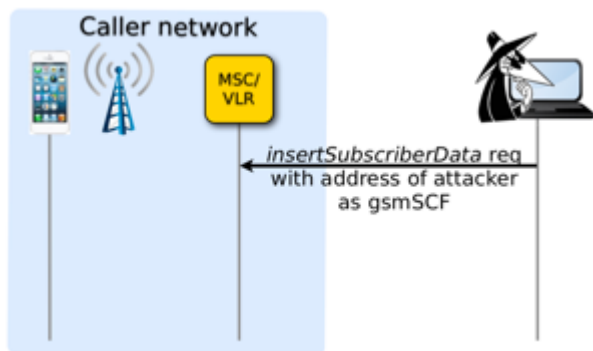 Caller network
MSC/
VLR
insertSubscriberData req
with address of attacker
as gsmSCF